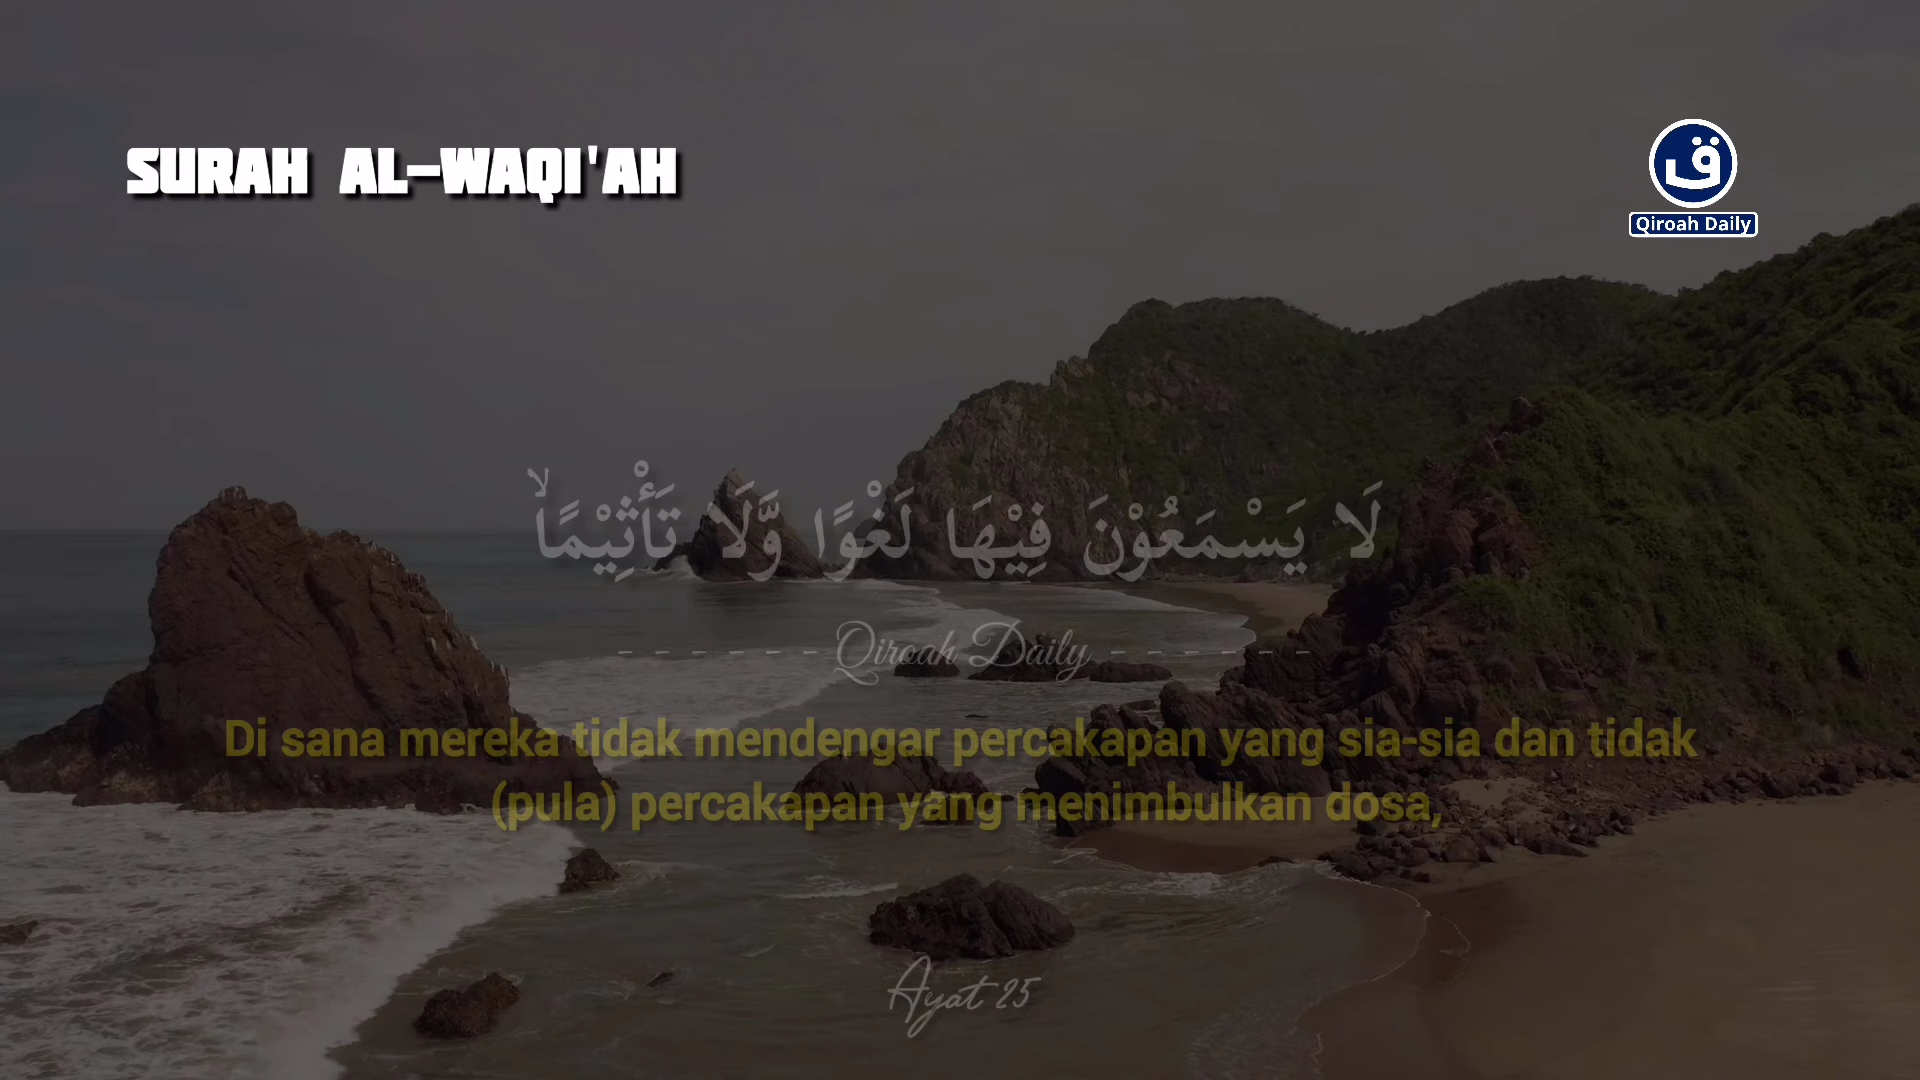 SURAH AL-WAQI'AH
ق
Qiroah Daily
لَا يَسْمَعُوْنَ فِيْهَا لَغْوًا وَّلَا تَأْثِيْمًاۙ
Qiroah Daily
Di sana mereka tidak mendengar percakapan yang sia-sia dan tidak
(pula) percakapan yang menimbulkan dosa,
Ayat 25